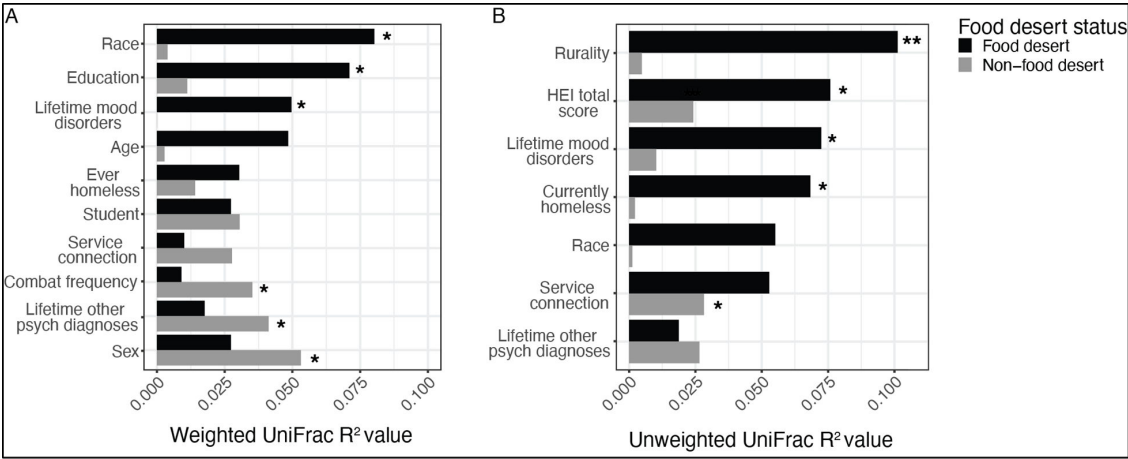 A
Race
*
Education
*
Lifetime mood
disorders
*
Age
Ever
homeless
Student
Service
connection
Combat frequency
*
Lifetime other
psych diagnoses
*
Sex
*
0.000
0.025
0.050
0.075
0.100
Weighted UniFrac R² value
B
Rurality
**
HEI total
score
*
Lifetime mood
disorders
*
Currently
homeless
*
Race
Service
connection
*
Lifetime other
psych diagnoses
0.000
0.025
0.050
0.075
0.100
Unweighted UniFrac R² value
Food desert status
Food desert
Non−food desert